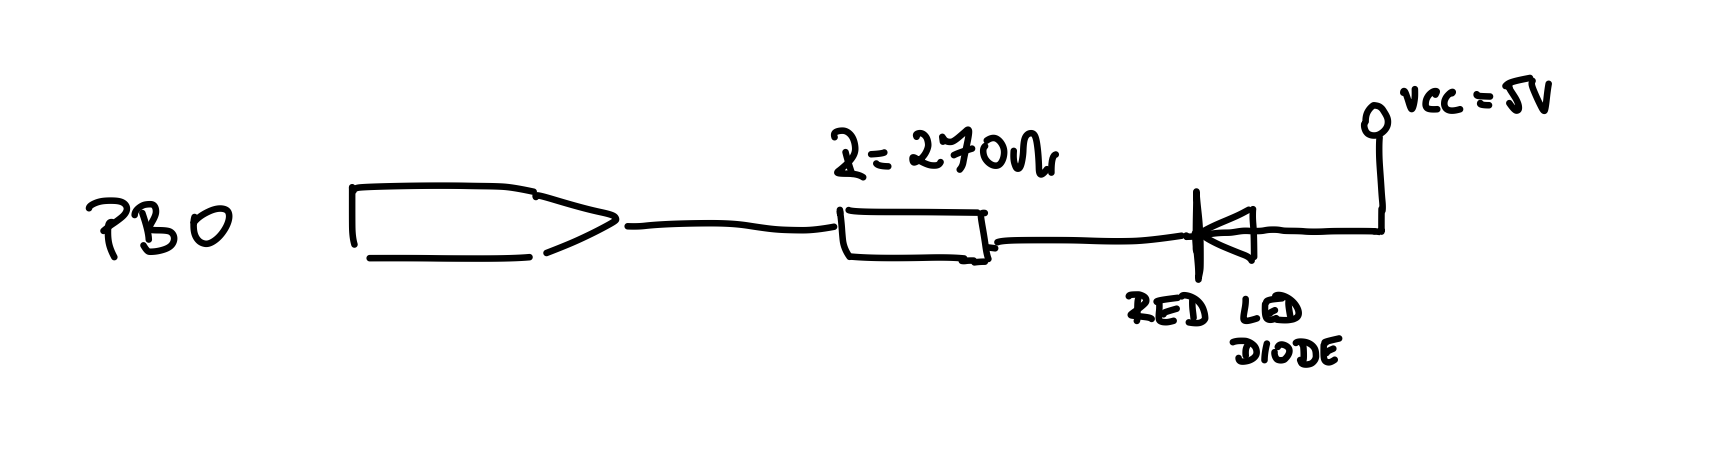 PB0
R = 270Ω
VCC = 5V
RED LED
DIODE